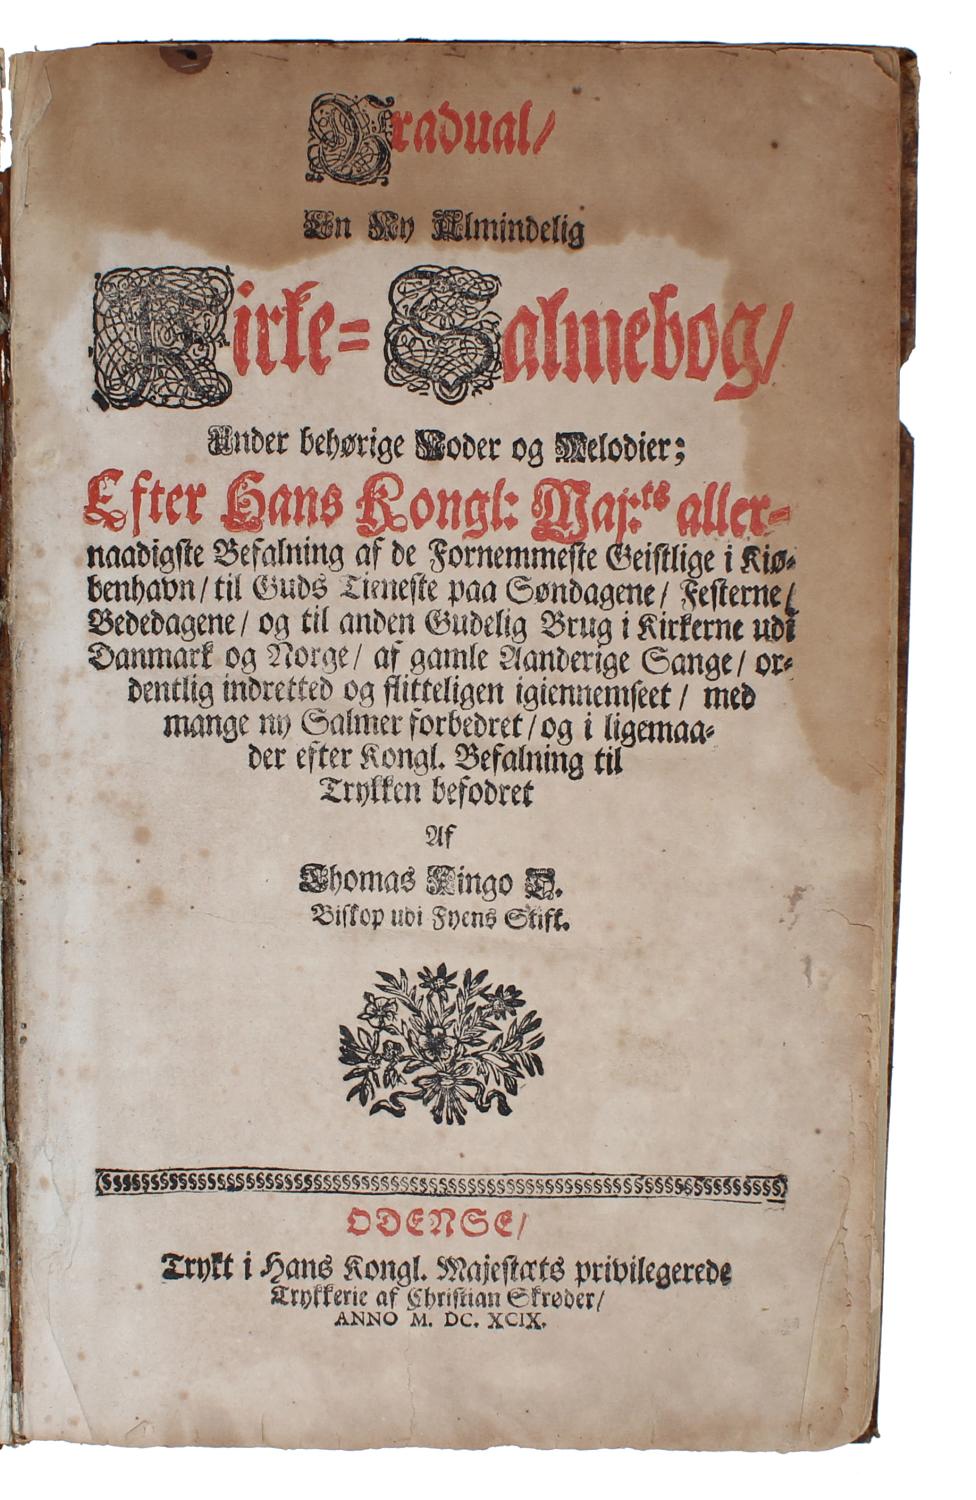 Gradual/
En Ny Almindelig
Kirke-Salmebog/
Under behørige Noder og Melodier;
Efter Hans Kongl: Maj:ts aller-
naadigste Befalning af de Fornemmeste Geistlige i Kiø-
benhavn/ til Guds Tieneste paa Søndagene/ Festerne/
Bededagene/ og til anden Gudelig Brug i Kirkerne udi
Danmark og Norge/ af gamle Aanderige Sange/ or-
dentlig indretted og flitteligen igiennemseet/ med
mange ny Salmer forbedret/ og i ligemaa-
der efter Kongl. Befalning til
Trykken befodret
Af
Thomas Kingo D.
Biskop udi Fyens Stift.
ODENSE/
Trykt i Hans Kongl. Majestæts privilegerede
Trykkerie af Christian Skrøder/
ANNO M. DC. XCIX.